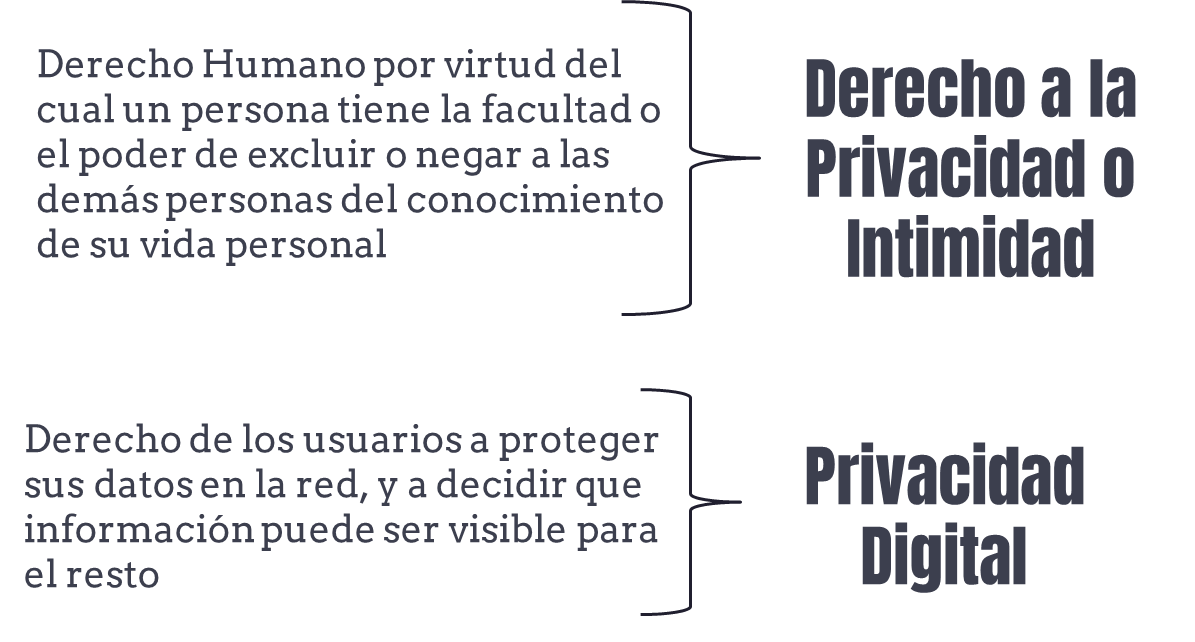 Derecho Humano por virtud del
cual un persona tiene la facultad o
el poder de excluir o negar a las
demás personas del conocimiento
de su vida personal
Derecho a la
Privacidad o
Intimidad
Derecho de los usuarios a proteger
sus datos en la red, y a decidir que
información puede ser visible para
el resto
Privacidad
Digital